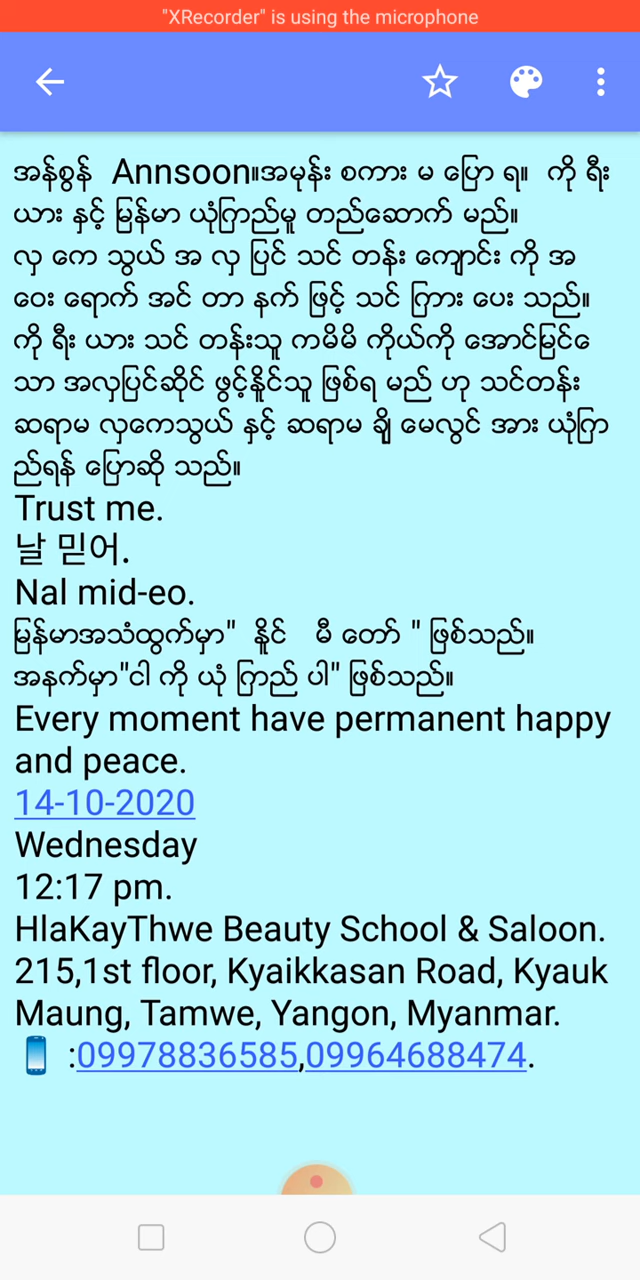 "XRecorder" is using the microphone
အန်စွန် Annsoon။အမုန်း စကား မ ပြော ရ။ ကို ရီး
ယား နှင့် မြန်မာ ယုံကြည်မှု တည်ဆောက် မည်။
လှ ကေ သွယ် အ လှ ပြင် သင် တန်း ကျောင်း ကို အ
ဝေး ရောက် အင် တာ နက် ဖြင့် သင် ကြား ပေး သည်။
ကို ရီး ယား သင် တန်းသူ ကမိမိ ကိုယ်ကို အောင်မြင်ေ
သာ အလှပြင်ဆိုင် ဖွင့်နိူင်သူ ဖြစ်ရ မည် ဟု သင်တန်း
ဆရာမ လှကေသွယ် နှင့် ဆရာမ ချို မေလွင် အား ယုံကြာ
ည်ရန် ပြောဆို သည်။
Trust me.
날 믿어.
Nal mid-eo.
မြန်မာအသံထွက်မှာ" နိူင် မီ တော် " ဖြစ်သည်။
အနက်မှာ"ငါ ကို ယုံ ကြည် ပါ" ဖြစ်သည်။
Every moment have permanent happy
and peace.
14-10-2020
Wednesday
12:17 pm.
HlaKayThwe Beauty School & Saloon.
215,1st floor, Kyaikkasan Road, Kyauk
Maung, Tamwe, Yangon, Myanmar.
:09978836585,09964688474.